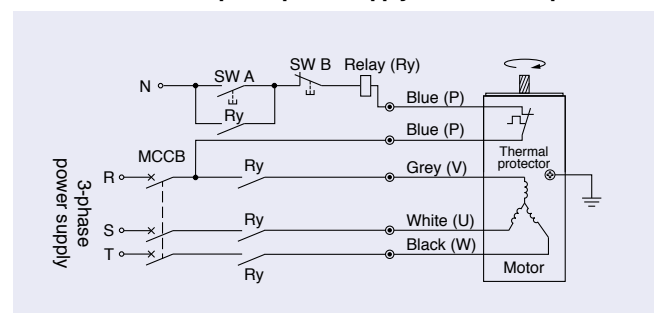 SW A
SW B
Relay (Ry)
N
Ry
Blue (P)
Blue (P)
MCCB
Thermal
protector
R
Ry
Grey (V)
3-phase
power supply
S
Ry
White (U)
T
Ry
Black (W)
Motor